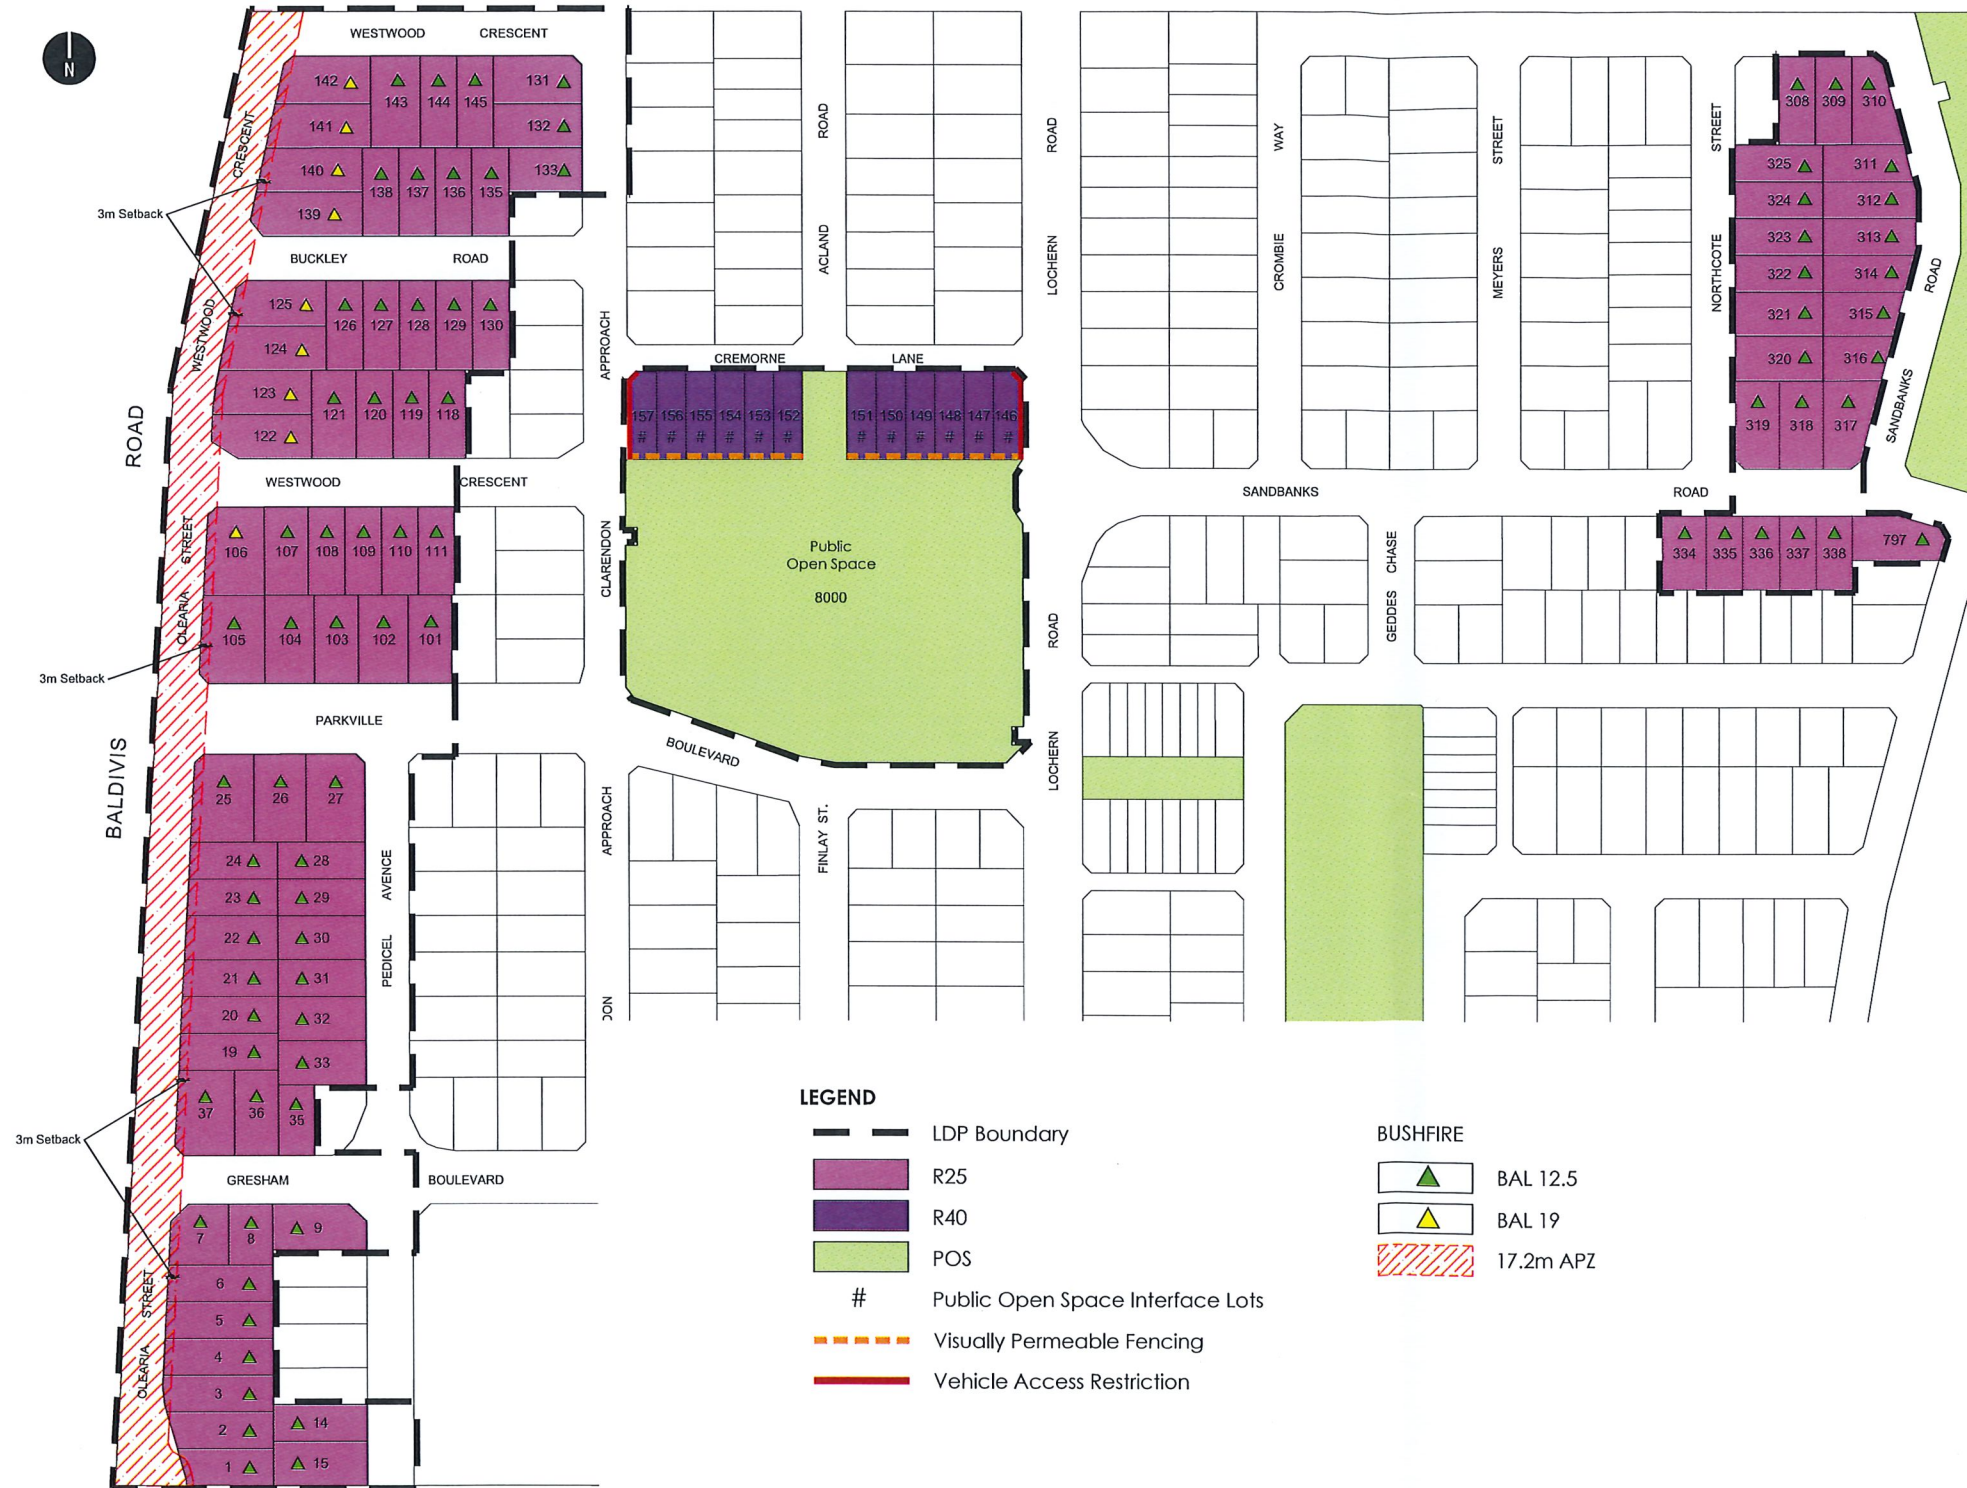 N
WESTWOOD CRESCENT
142
143
144
145
131
141
132
140
138
137
136
135
133
139
CRESCENT
3m Setback
BUCKLEY ROAD
125
126
127
128
129
130
124
123
121
120
119
118
122
WESTWOOD
WESTWOOD CRESCENT
106
107
108
109
110
111
105
104
103
102
101
OLEARIA STREET
3m Setback
PARKVILLE
BOULEVARD
BALDIVIS ROAD
25
26
27
24
28
23
29
22
30
21
31
20
32
19
33
37
36
35
PEDICEL AVENCE
3m Setback
GRESHAM BOULEVARD
7
8
9
6
5
4
3
2
14
1
15
OLEARIA STREET
CLARENDON APPROACH
APPROACH
DON
ACLAND ROAD
LOCHERN ROAD
CREMORNE LANE
157 156 155 154 153 152
# # # # # #
151 150 149 148 147 146
# # # # # #
Public
Open Space
8000
LOCHERN ROAD
FINLAY ST.
CROMBIE WAY
MEYERS STREET
NORTHCOTE STREET
308
309
310
325
311
324
312
323
313
322
314
321
315
320
316
319
318
317
SANDBANKS ROAD
SANDBANKS ROAD
GEDDES CHASE
334
335
336
337
338
797
LEGEND
LDP Boundary
R25
R40
POS
# Public Open Space Interface Lots
Visually Permeable Fencing
Vehicle Access Restriction
BUSHFIRE
BAL 12.5
BAL 19
17.2m APZ